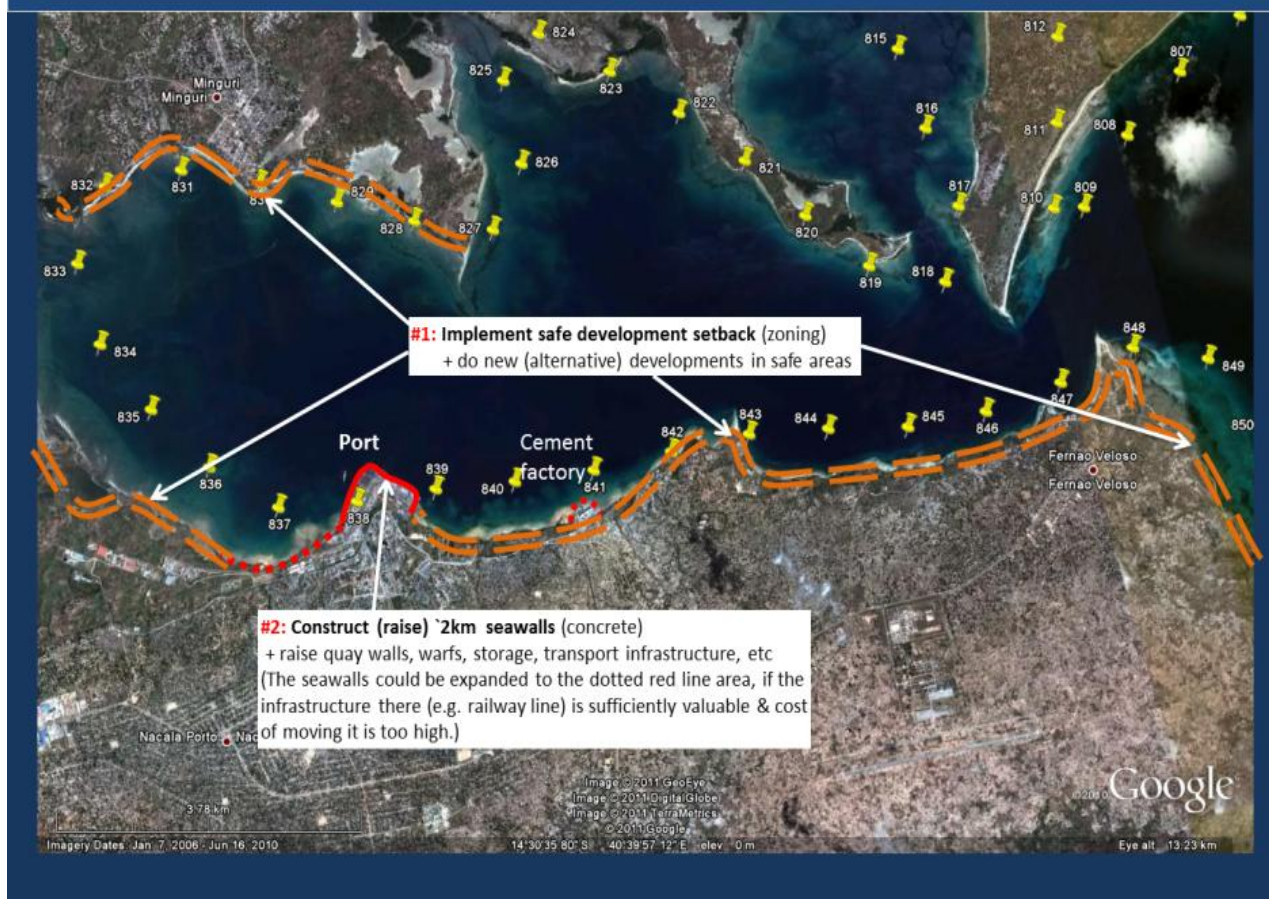 824
815
812
807
825
823
Minguri
Minguri
822
816
811
808
826
821
832
831
829
817
810
809
828
827
820
833
819
818
#1: Implement safe development setback (zoning)
+ do new (alternative) developments in safe areas
834
848
849
835
847
843
844
845
846
850
Port
Cement
factory
842
836
839
840
841
Fernao Veloso
Fernao Veloso
837
838
#2: Construct (raise) `2km seawalls (concrete)
+ raise quay walls, warfs, storage, transport infrastructure, etc
(The seawalls could be expanded to the dotted red line area, if the
infrastructure there (e.g. railway line) is sufficiently valuable & cost
of moving it is too high.)
Nacala Porto
Image © 2011 GeoEye
Image © 2011 DigitalGlobe
Image © 2011 TerraMetrics
© 2011 Google
Google
3.78 km
Imagery Dates Jan 7, 2006 - Jun 16, 2010
14°30'35.80" S 40°39'57.12" E elev 0 m
Eye alt 13.23 km